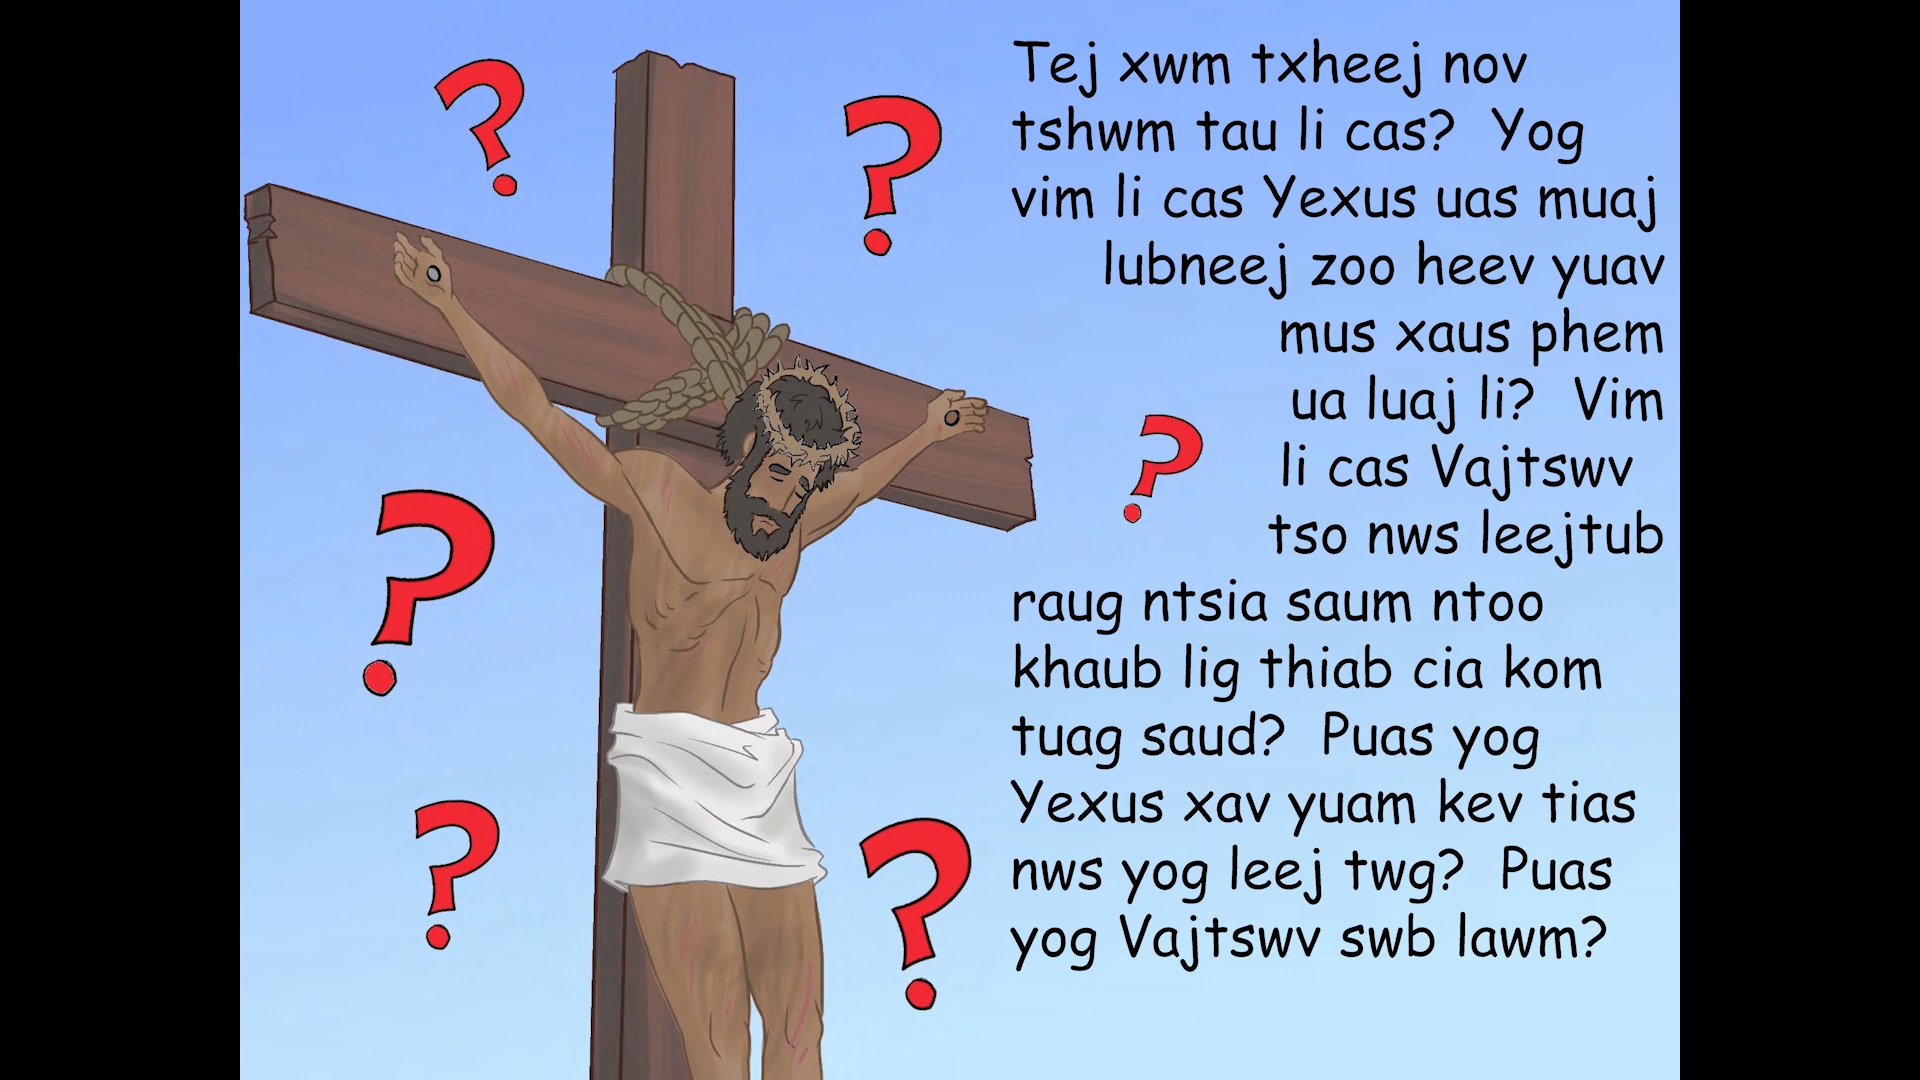 Tej xwm txheej nov
tshwm tau li cas? Yog
vim li cas Yexus uas muaj
lubneej zoo heev yuav
mus xaus phem
ua luaj li? Vim
li cas Vajtswv
tso nws leejtub
raug ntsia saum ntoo
khaub lig thiab cia kom
tuag saud? Puas yog
Yexus xav yuam kev tias
nws yog leej twg? Puas
yog Vajtswv swb lawm?